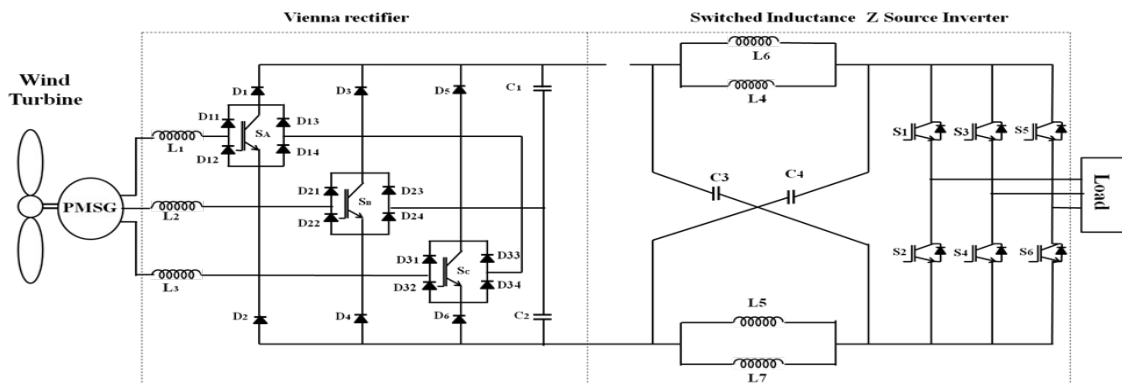 Vienna rectifier
Switched Inductance Z Source Inverter
Wind
Turbine
PMSG
L1
L2
L3
D1
D3
D5
C1
D11
D13
SA
D12
D14
D21
D23
SB
D22
D24
D31
D33
SC
D32
D34
D2
D4
D6
C2
L6
L4
C3
C4
L5
L7
S1
S3
S5
S2
S4
S6
Load